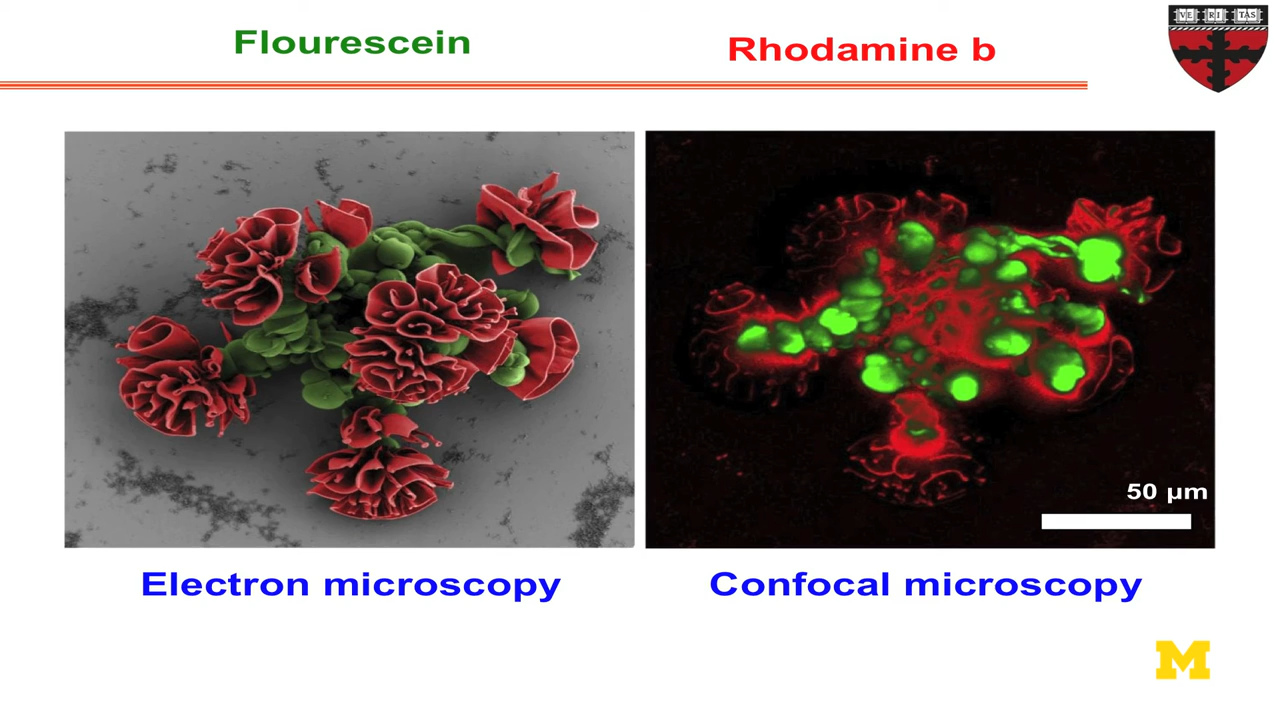 Flourescein
Rhodamine b
VE RI TAS
50 µm
Electron microscopy
Confocal microscopy
M